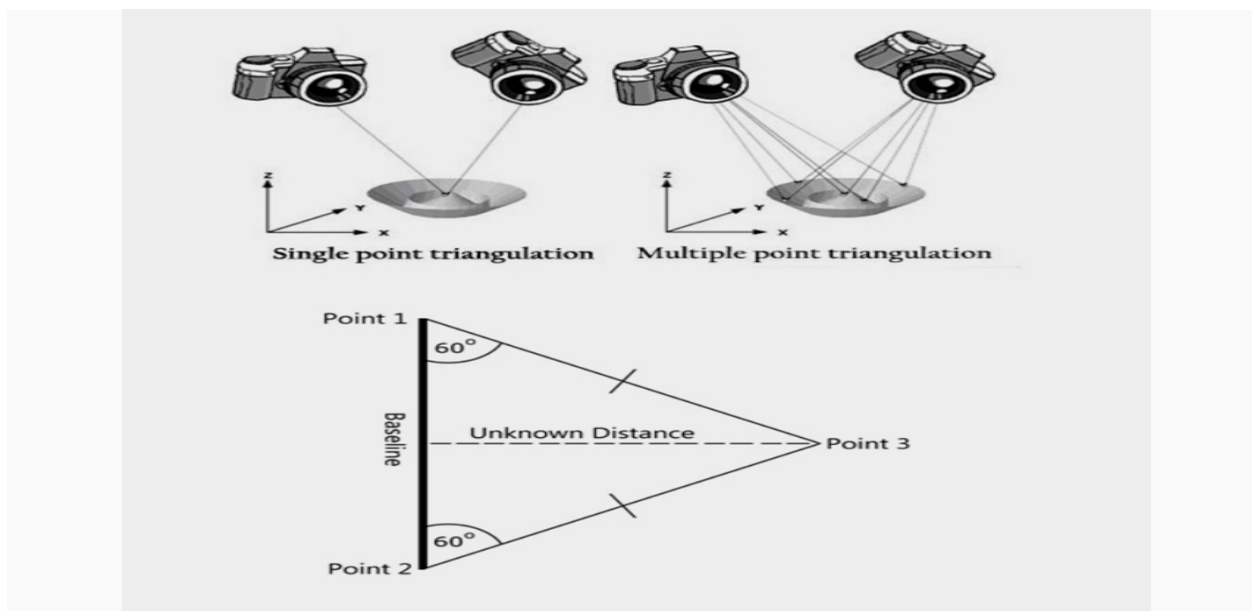 Z
Y
X
Single point triangulation
Z
Y
X
Multiple point triangulation
Point 1
60°
Baseline
Unknown Distance
Point 3
60°
Point 2